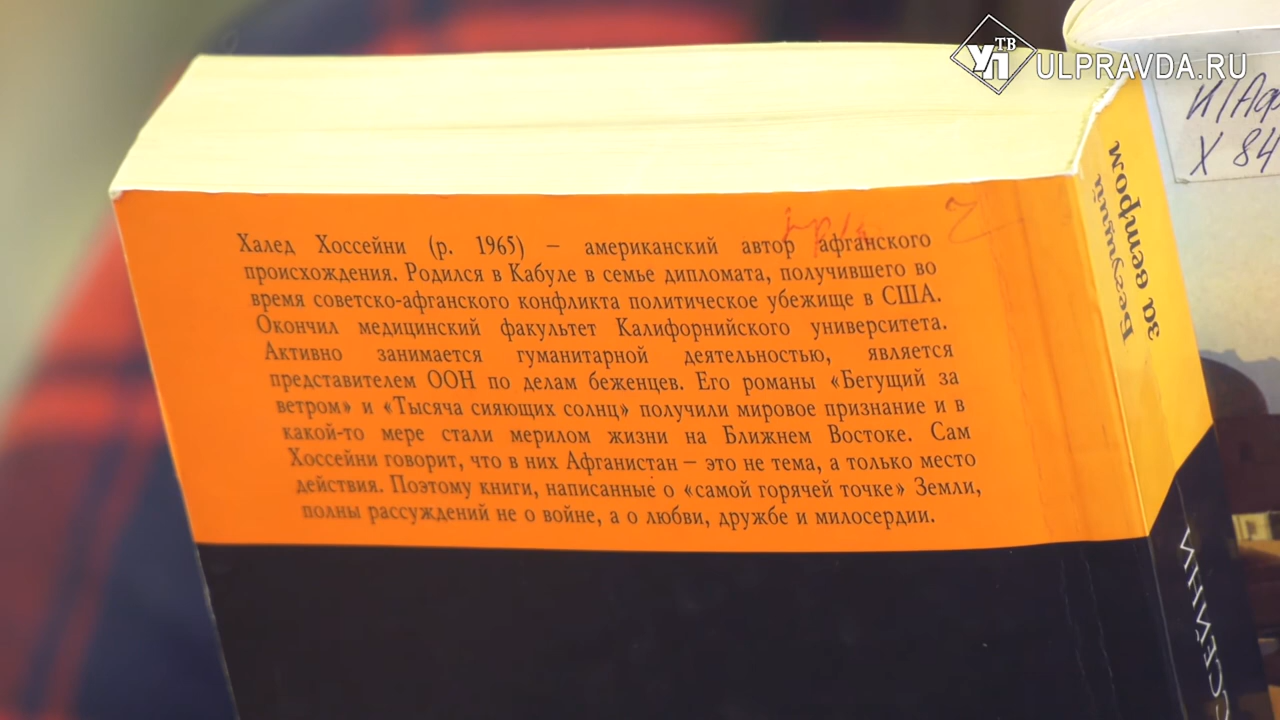 УП ТВ
ULPRAVDA.RU
Халед Хоссейни (р. 1965) – американский автор афганского
происхождения. Родился в Кабуле в семье дипломата, получившего во
время советско-афганского конфликта политическое убежище в США.
Окончил медицинский факультет Калифорнийского университета.
Активно занимается гуманитарной деятельностью, является
представителем ООН по делам беженцев. Его романы «Бегущий за
ветром» и «Тысяча сияющих солнц» получили мировое признание и в
какой-то мере стали мерилом жизни на Ближнем Востоке. Сам
Хоссейни говорит, что в них Афганистан – это не тема, а только место
действия. Поэтому книги, написанные о «самой горячей точке» Земли,
полны рассуждений не о войне, а о любви, дружбе и милосердии.
Бегущий
за ветром
ССЕЙНИ
И(Аф
Х 84